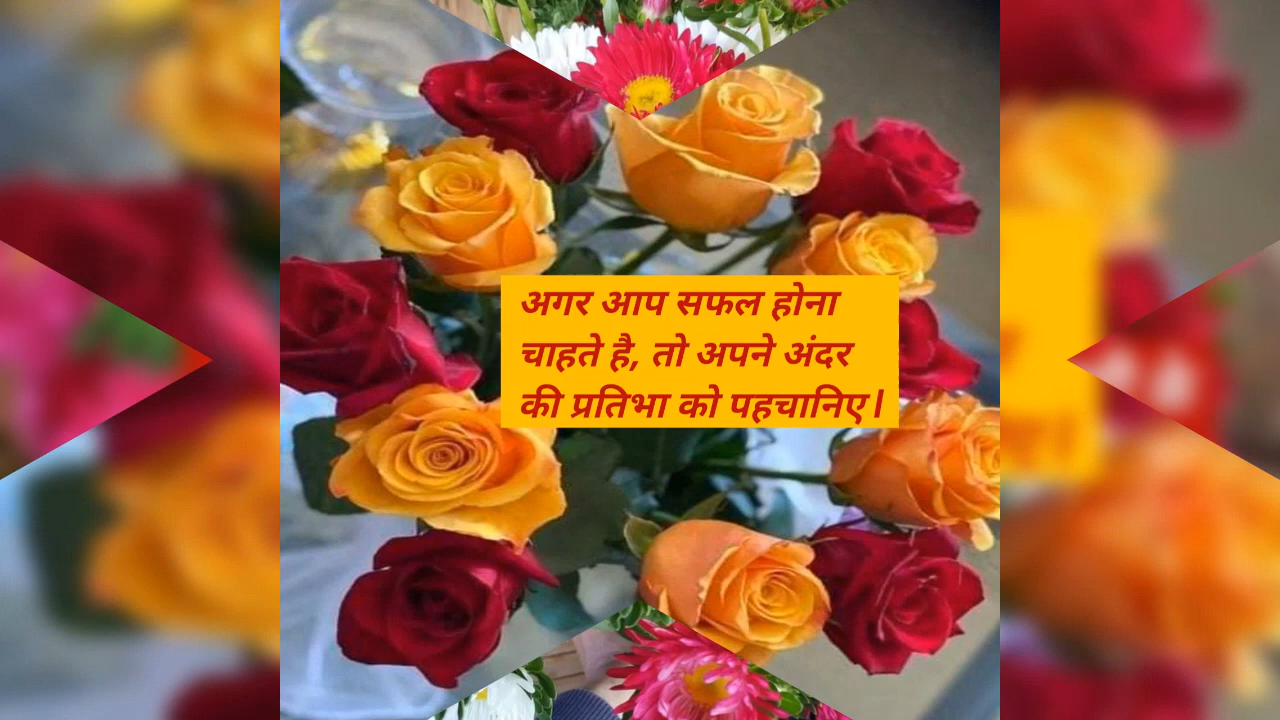 अगर आप सफल होना
चाहते है, तो अपने अंदर
की प्रतिभा को पहचानिए।